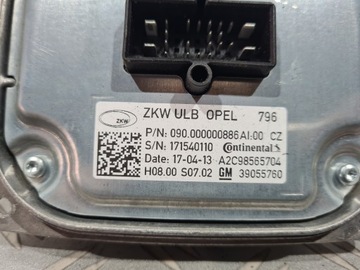 ZKW ZKW ULB OPEL 796
P/N: 090.000000886AI:00 CZ
S/N: 171540110 Continental
Date: 17-04-13 A2C98565704
H08.00 S07.02 GM 39055760